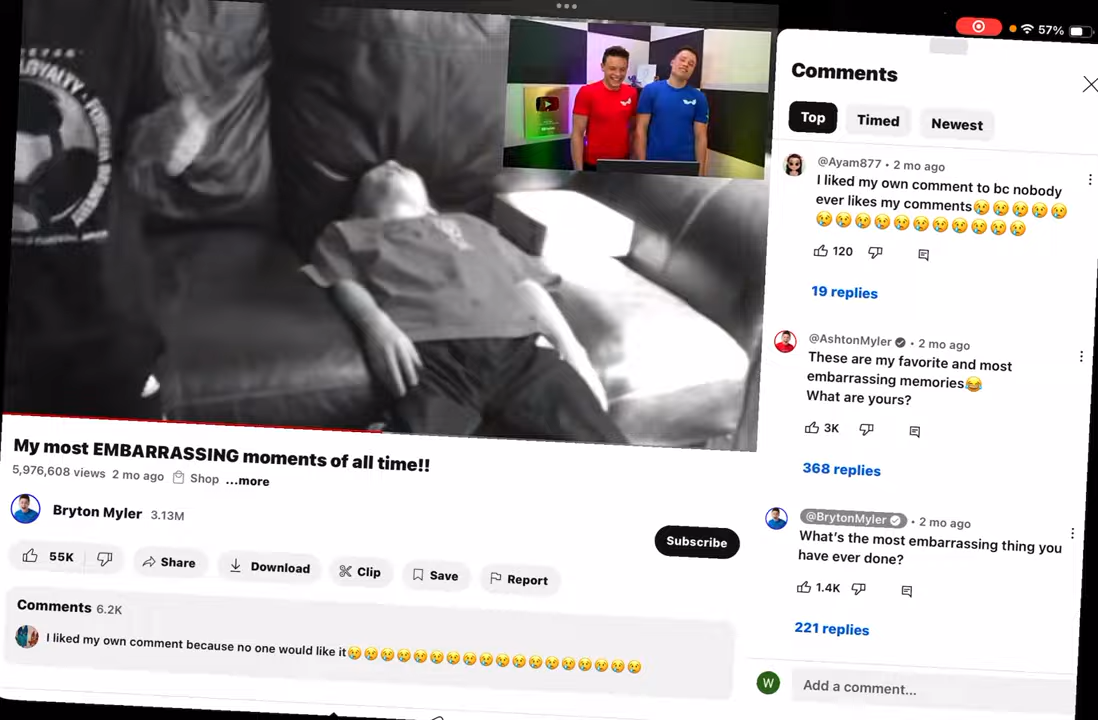 57%
LOYALTY · FOREVER
Comments
Top
Timed
Newest
@Ayam877 • 2 mo ago
I liked my own comment to bc nobody
ever likes my comments😢😢😢😢😢
😢😢😢😢😢😢😢😢😢😢😢
120
19 replies
@AshtonMyler • 2 mo ago
These are my favorite and most
embarrassing memories😂
What are yours?
3K
368 replies
@BrytonMyler • 2 mo ago
What's the most embarrassing thing you
have ever done?
1.4K
221 replies
W
Add a comment...
My most EMBARRASSING moments of all time!!
5,976,608 views 2 mo ago Shop ...more
Bryton Myler 3.13M
Subscribe
55K
Share
Download
Clip
Save
Report
Comments 6.2K
I liked my own comment because no one would like it😢😢😢😢😢😢😢😢😢😢😢😢😢😢😢😢😢😢